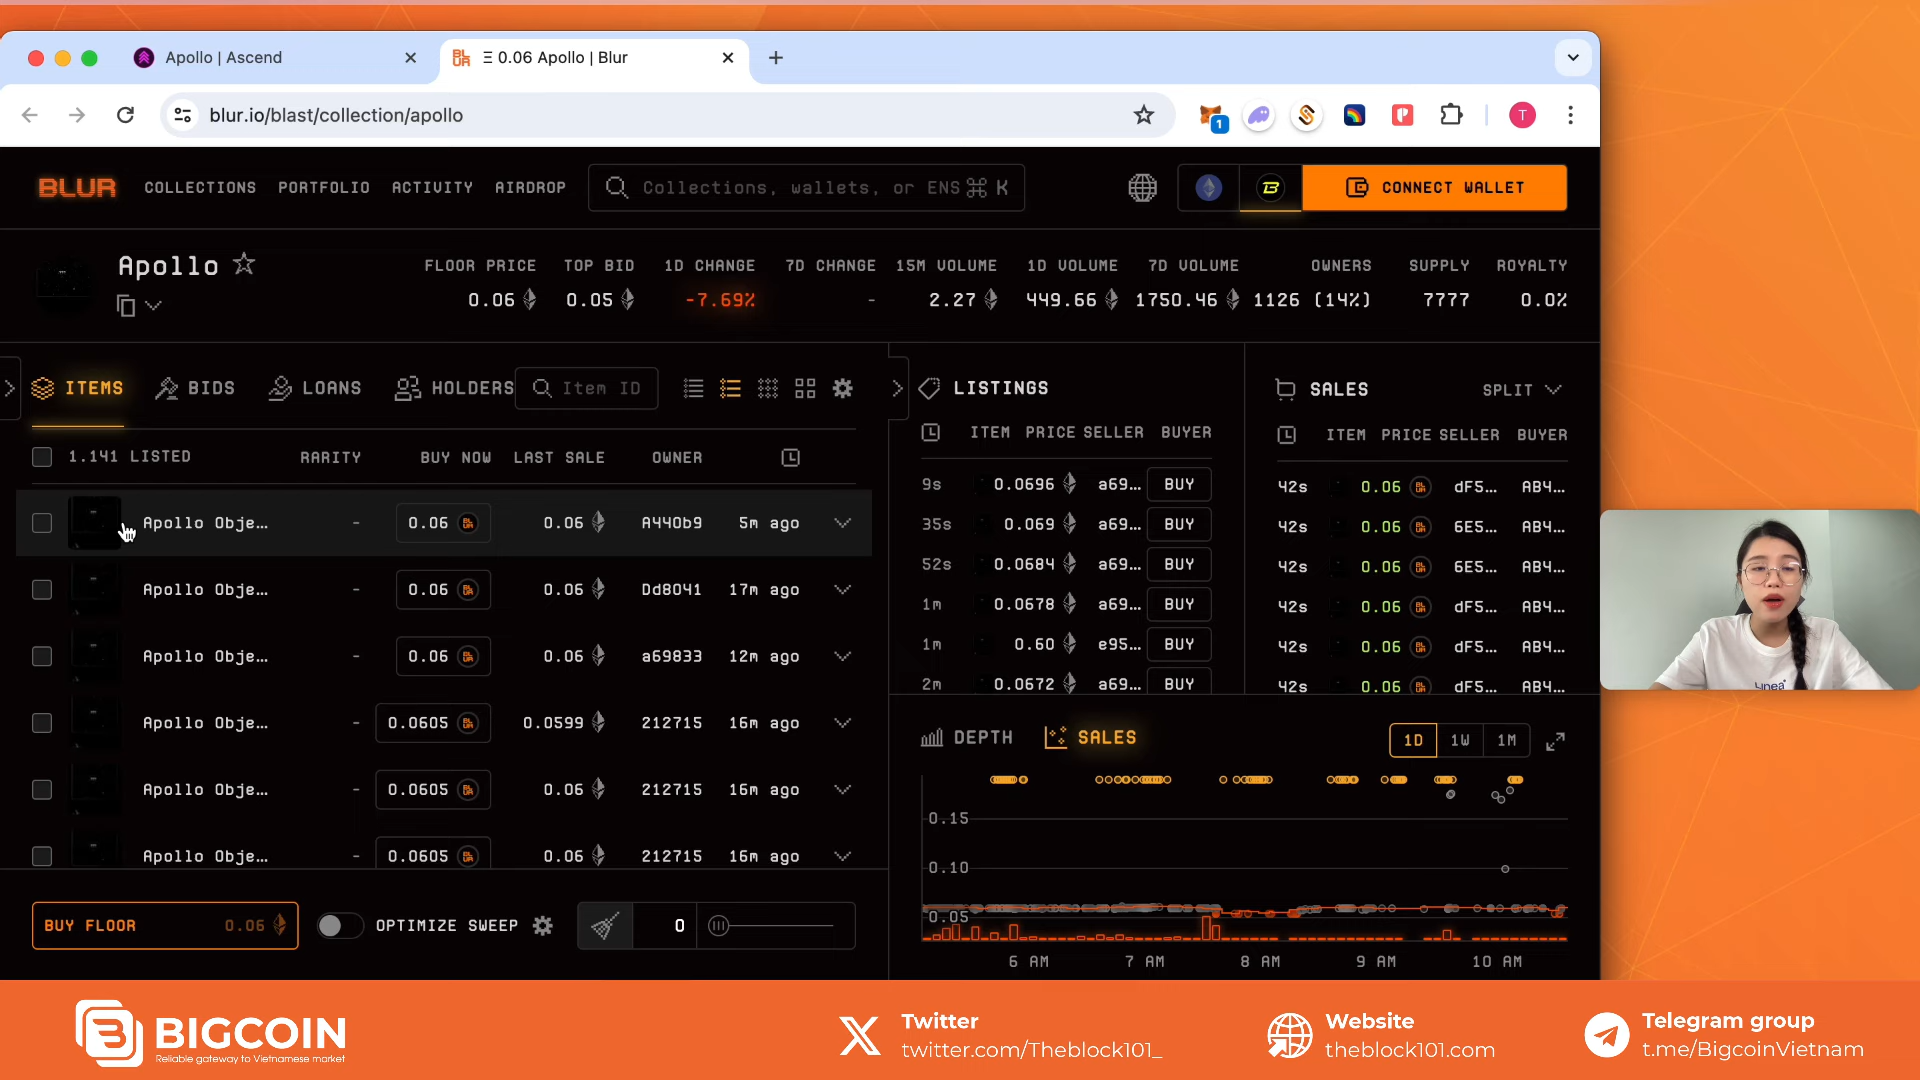 Apollo | Ascend
Ξ 0.06 Apollo | Blur
blur.io/blast/collection/apollo
1
T
BLUR
COLLECTIONS
PORTFOLIO
ACTIVITY
AIRDROP
Collections, wallets, or ENS ⌘ K
CONNECT WALLET
Apollo
FLOOR PRICE
0.06
TOP BID
0.05
1D CHANGE
-7.69%
7D CHANGE
-
15M VOLUME
2.27
1D VOLUME
449.66
7D VOLUME
1750.46
OWNERS
1126 (14%)
SUPPLY
7777
ROYALTY
0.0%
ITEMS
BIDS
LOANS
HOLDERS
Item ID
1.141 LISTED RARITY BUY NOW LAST SALE OWNER
Apollo Obje... - 0.06 0.06 A440b9 5m ago
Apollo Obje... - 0.06 0.06 Dd8041 17m ago
Apollo Obje... - 0.06 0.06 a69833 12m ago
Apollo Obje... - 0.0605 0.0599 212715 16m ago
Apollo Obje... - 0.0605 0.06 212715 16m ago
Apollo Obje... - 0.0605 0.06 212715 16m ago
BUY FLOOR 0.06
OPTIMIZE SWEEP
0
LISTINGS
ITEM PRICE SELLER BUYER
9s 0.0696 a69... BUY
35s 0.069 a69... BUY
52s 0.0684 a69... BUY
1m 0.0678 a69... BUY
1m 0.60 e95... BUY
2m 0.0672 a69... BUY
SALES
SPLIT
ITEM PRICE SELLER BUYER
42s 0.06 dF5... AB4...
42s 0.06 6E5... AB4...
42s 0.06 6E5... AB4...
42s 0.06 dF5... AB4...
42s 0.06 dF5... AB4...
42s 0.06 dF5... AB4...
DEPTH
SALES
1D 1W 1M
0.15
0.10
0.05
6 AM 7 AM 8 AM 9 AM 10 AM
Linea
BIGCOIN
Reliable gateway to Vietnamese market
Twitter
twitter.com/Theblock101_
Website
theblock101.com
Telegram group
t.me/BigcoinVietnam